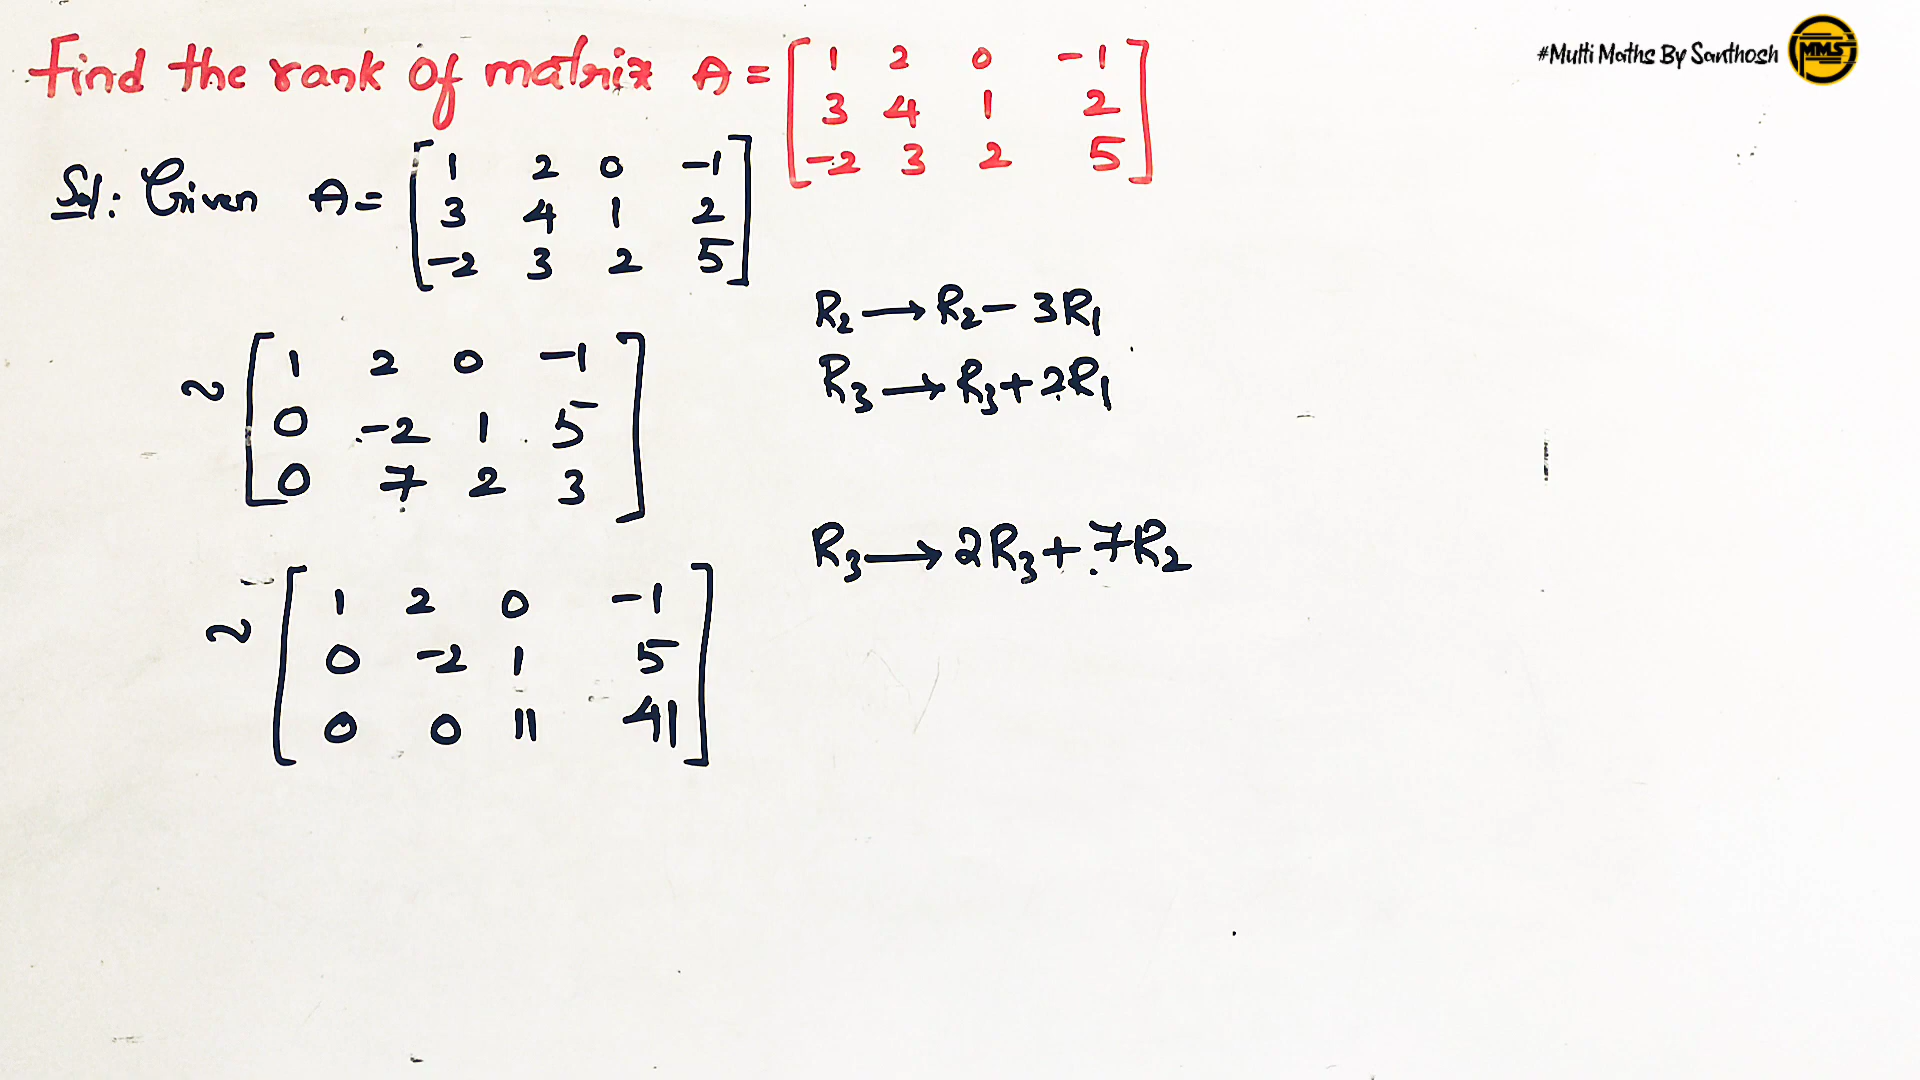 Find the rank of matrix A = [ 1 2 0 -1
3 4 1 2
-2 3 2 5 ]
#Multi Maths By Santhosh
MMS
Sol: Given A = [ 1 2 0 -1
3 4 1 2
-2 3 2 5 ]
R2 → R2 - 3R1
R3 → R3 + 2R1
~ [ 1 2 0 -1
0 -2 1 5
0 7 2 3 ]
R3 → 2R3 + 7R2
~ [ 1 2 0 -1
0 -2 1 5
0 0 11 41 ]